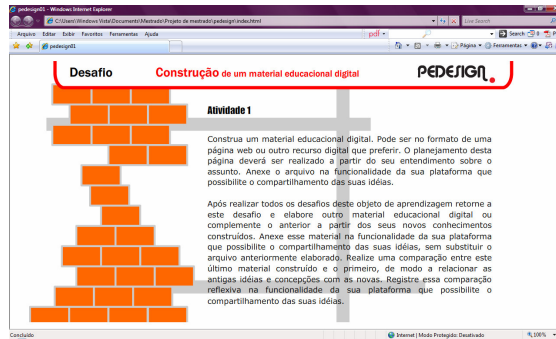 pedesign01 - Windows Internet Explorer
C:\Users\Windows Vista\Documents\Mestrado\Projeto de mestrado\pedesign\index.html
Live Search
Arquivo Editar Exibir Favoritos Ferramentas Ajuda
pdf
Search
pedesign01
Página Ferramentas
Desafio Construção de um material educacional digital PEDESIGN
Atividade 1
Construa um material educacional digital. Pode ser no formato de uma
página web ou outro recurso digital que preferir. O planejamento desta
página deverá ser realizado a partir do seu entendimento sobre o
assunto. Anexe o arquivo na funcionalidade da sua plataforma que
possibilite o compartilhamento das suas idéias.
Após realizar todos os desafios deste objeto de aprendizagem retorne a
este desafio e elabore outro material educacional digital ou
complemente o anterior a partir dos seus novos conhecimentos
construídos. Anexe esse material na funcionalidade da sua plataforma
que possibilite o compartilhamento das suas idéias, sem substituir o
arquivo anteriormente elaborado. Realize uma comparação entre este
último material construído e o primeiro, de modo a relacionar as
antigas idéias e concepções com as novas. Registre essa comparação
reflexiva na funcionalidade da sua plataforma que possibilite o
compartilhamento das suas idéias.
Concluído Internet | Modo Protegido: Desativado 100%